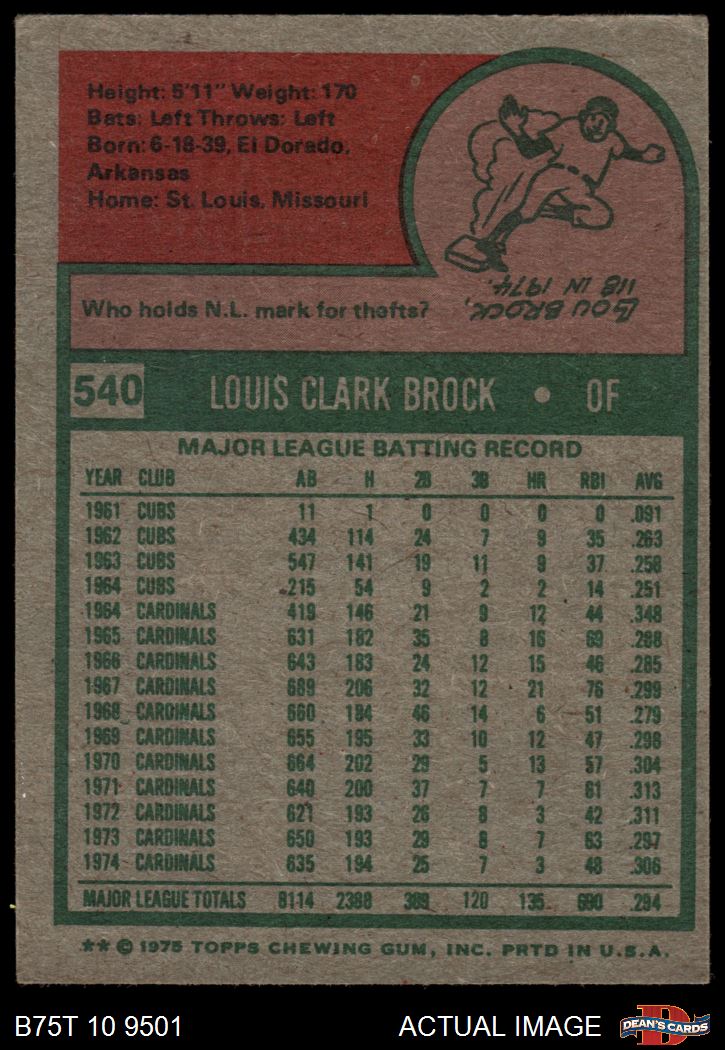 Height: 5'11" Weight: 170
Bats: Left Throws: Left
Born: 6-18-39, El Dorado,
Arkansas
Home: St. Louis, Missouri
Who holds N.L. mark for thefts?
LOU BROCK,
118 IN 1974.
540 LOUIS CLARK BROCK • OF
MAJOR LEAGUE BATTING RECORD
YEAR CLUB AB H 2B 3B HR RBI AVG
1961 CUBS 11 1 0 0 0 0 .091
1962 CUBS 434 114 24 7 9 35 .263
1963 CUBS 547 141 19 11 9 37 .258
1964 CUBS 215 54 9 2 2 14 .251
1964 CARDINALS 419 146 21 9 12 44 .348
1965 CARDINALS 631 182 35 8 16 69 .288
1966 CARDINALS 643 183 24 12 15 46 .285
1967 CARDINALS 689 206 32 12 21 76 .299
1968 CARDINALS 660 184 46 14 6 51 .279
1969 CARDINALS 655 195 33 10 12 47 .298
1970 CARDINALS 664 202 29 5 13 57 .304
1971 CARDINALS 640 200 37 7 7 61 .313
1972 CARDINALS 621 193 26 8 3 42 .311
1973 CARDINALS 650 193 29 8 7 63 .297
1974 CARDINALS 635 194 25 7 3 48 .306
MAJOR LEAGUE TOTALS 8114 2388 389 120 135 690 .294
** © 1975 TOPPS CHEWING GUM, INC. PRTD IN U.S.A.
B75T 10 9501 ACTUAL IMAGE DEAN'S CARDS